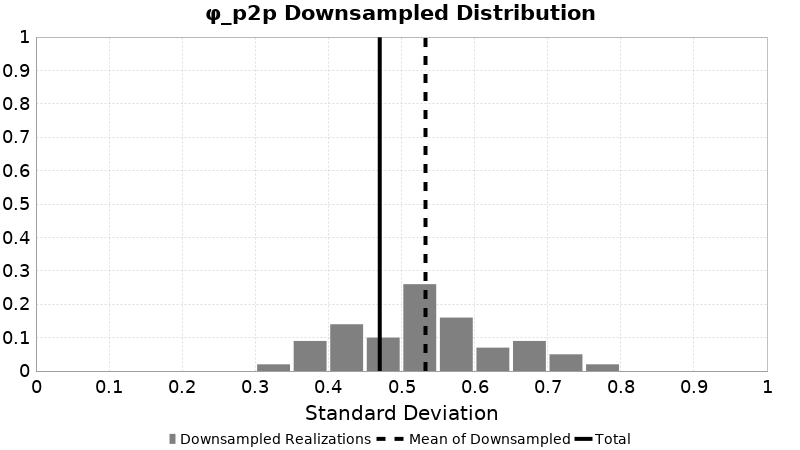 φ_p2p Downsampled Distribution
1
0.9
0.8
0.7
0.6
0.5
0.4
0.3
0.2
0.1
0
0 0.1 0.2 0.3 0.4 0.5 0.6 0.7 0.8 0.9 1
Standard Deviation
Downsampled Realizations Mean of Downsampled Total